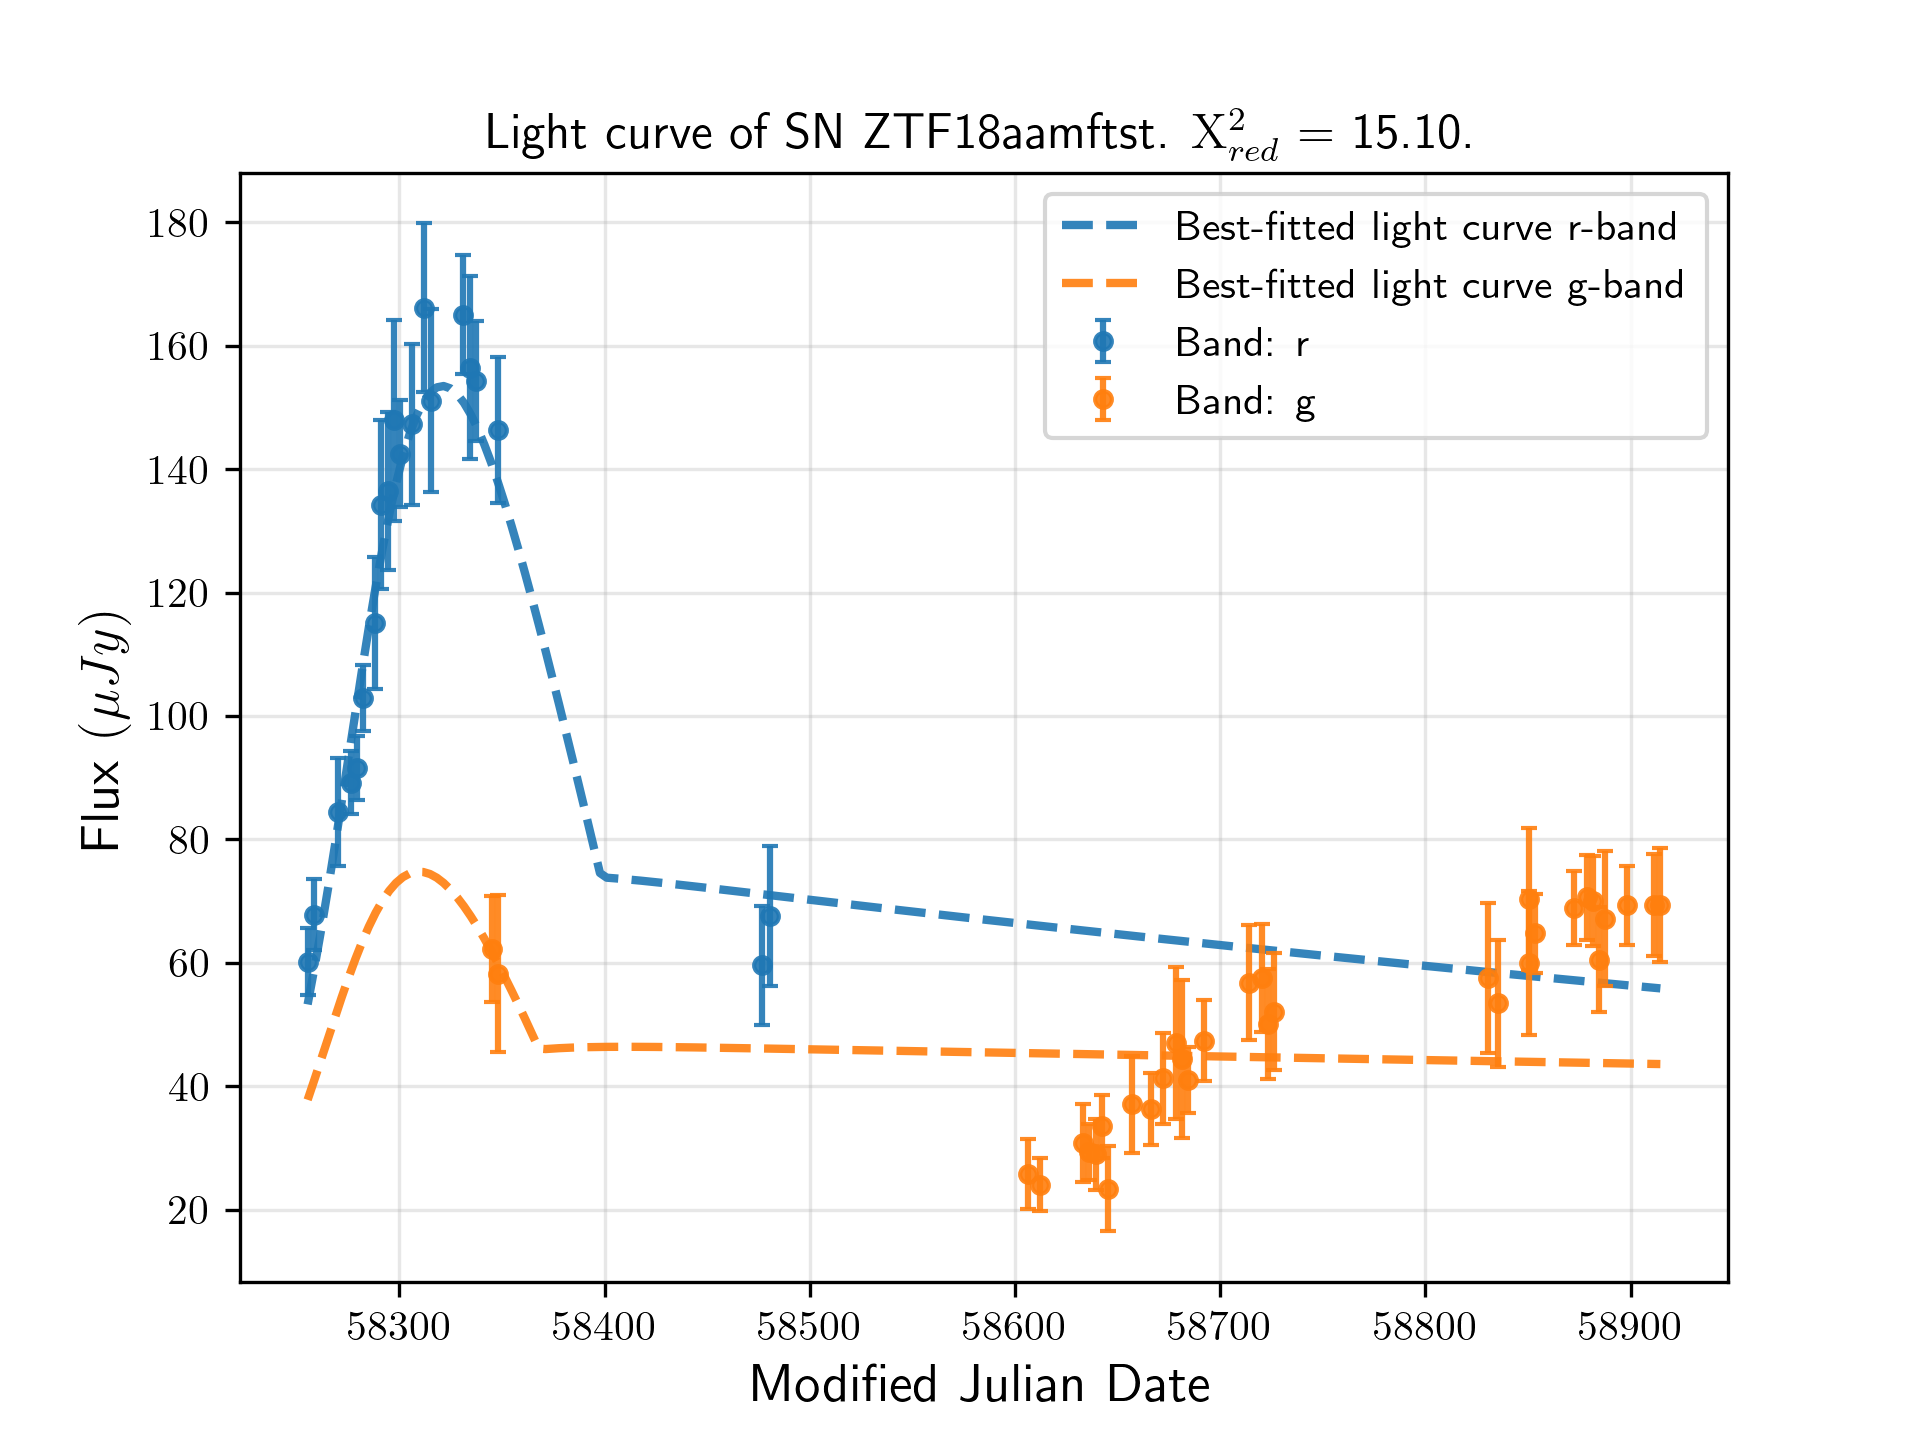 Light curve of SN ZTF18aamftst. X²_red = 15.10.
Best-fitted light curve r-band
Best-fitted light curve g-band
Band: r
Band: g
Flux (μJy)
180
160
140
120
100
80
60
40
20
58300 58400 58500 58600 58700 58800 58900
Modified Julian Date